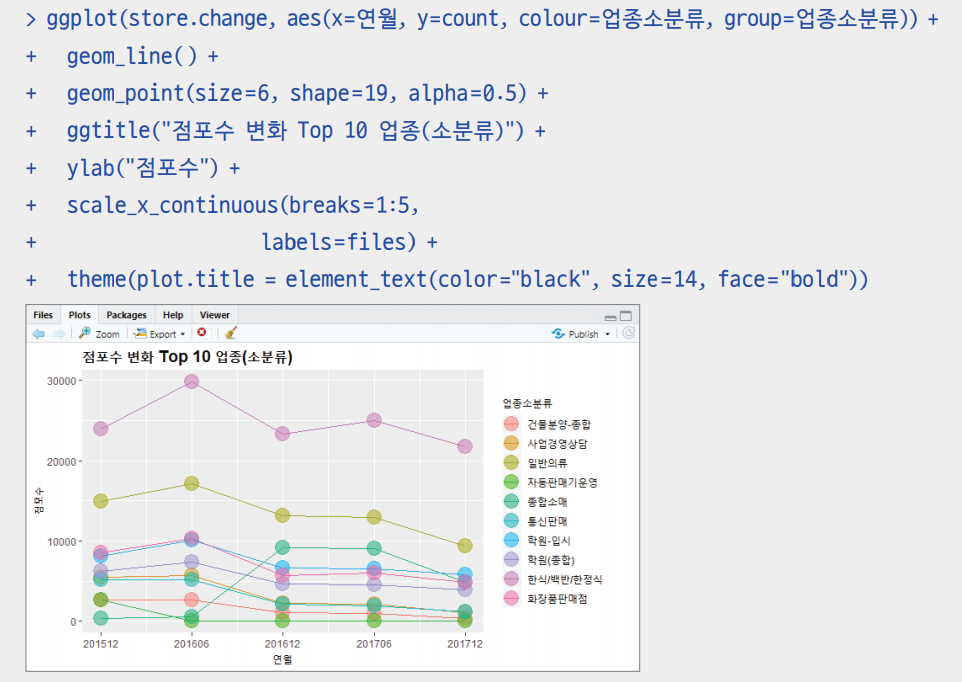 > ggplot(store.change, aes(x=연월, y=count, colour=업종소분류, group=업종소분류)) +
+ geom_line() +
+ geom_point(size=6, shape=19, alpha=0.5) +
+ ggtitle("점포수 변화 Top 10 업종(소분류)") +
+ ylab("점포수") +
+ scale_x_continuous(breaks=1:5,
+ labels=files) +
+ theme(plot.title = element_text(color="black", size=14, face="bold"))
Files Plots Packages Help Viewer
Zoom Export Publish
점포수 변화 Top 10 업종(소분류)
30000
20000
10000
0
점포수
201512 201606 201612 201706 201712
연월
업종소분류
건물분양-종합
사업경영상담
일반의류
자동판매기운영
종합소매
통신판매
학원-입시
학원(종합)
한식/백반/한정식
화장품판매점